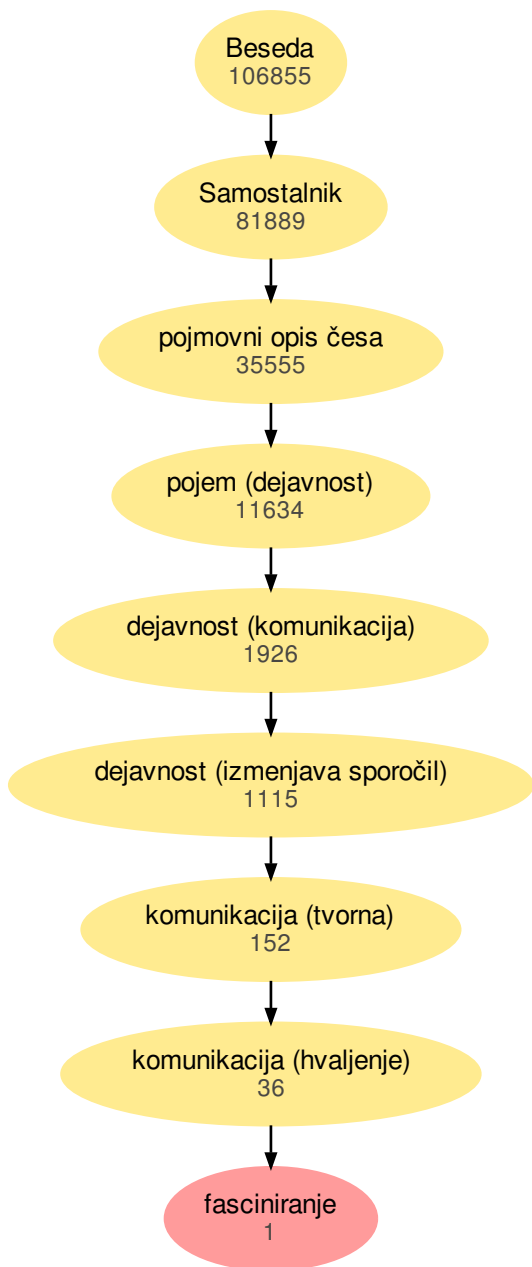 Beseda
106855
Samostalnik
81889
pojmovni opis česa
35555
pojem (dejavnost)
11634
dejavnost (komunikacija)
1926
dejavnost (izmenjava sporočil)
1115
komunikacija (tvorna)
152
komunikacija (hvaljenje)
36
fasciniranje
1